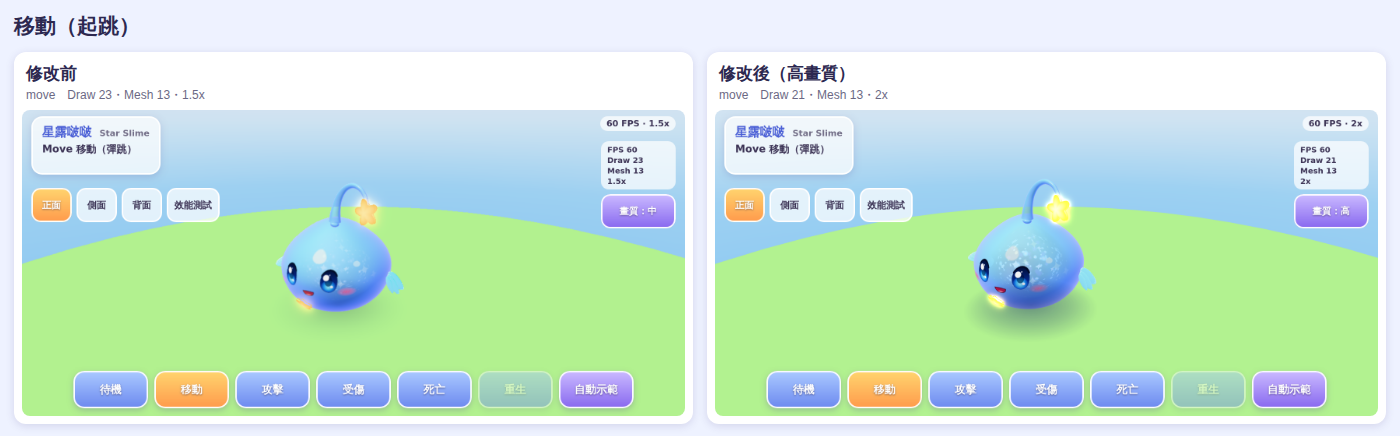 移動（起跳）
修改前
move Draw 23・Mesh 13・1.5x
星露啵啵 Star Slime
Move 移動（彈跳）
正面 側面 背面 效能測試
60 FPS · 1.5x
FPS 60
Draw 23
Mesh 13
1.5x
畫質：中
待機 移動 攻擊 受傷 死亡 重生 自動示範
修改後（高畫質）
move Draw 21・Mesh 13・2x
星露啵啵 Star Slime
Move 移動（彈跳）
正面 側面 背面 效能測試
60 FPS · 2x
FPS 60
Draw 21
Mesh 13
2x
畫質：高
待機 移動 攻擊 受傷 死亡 重生 自動示範